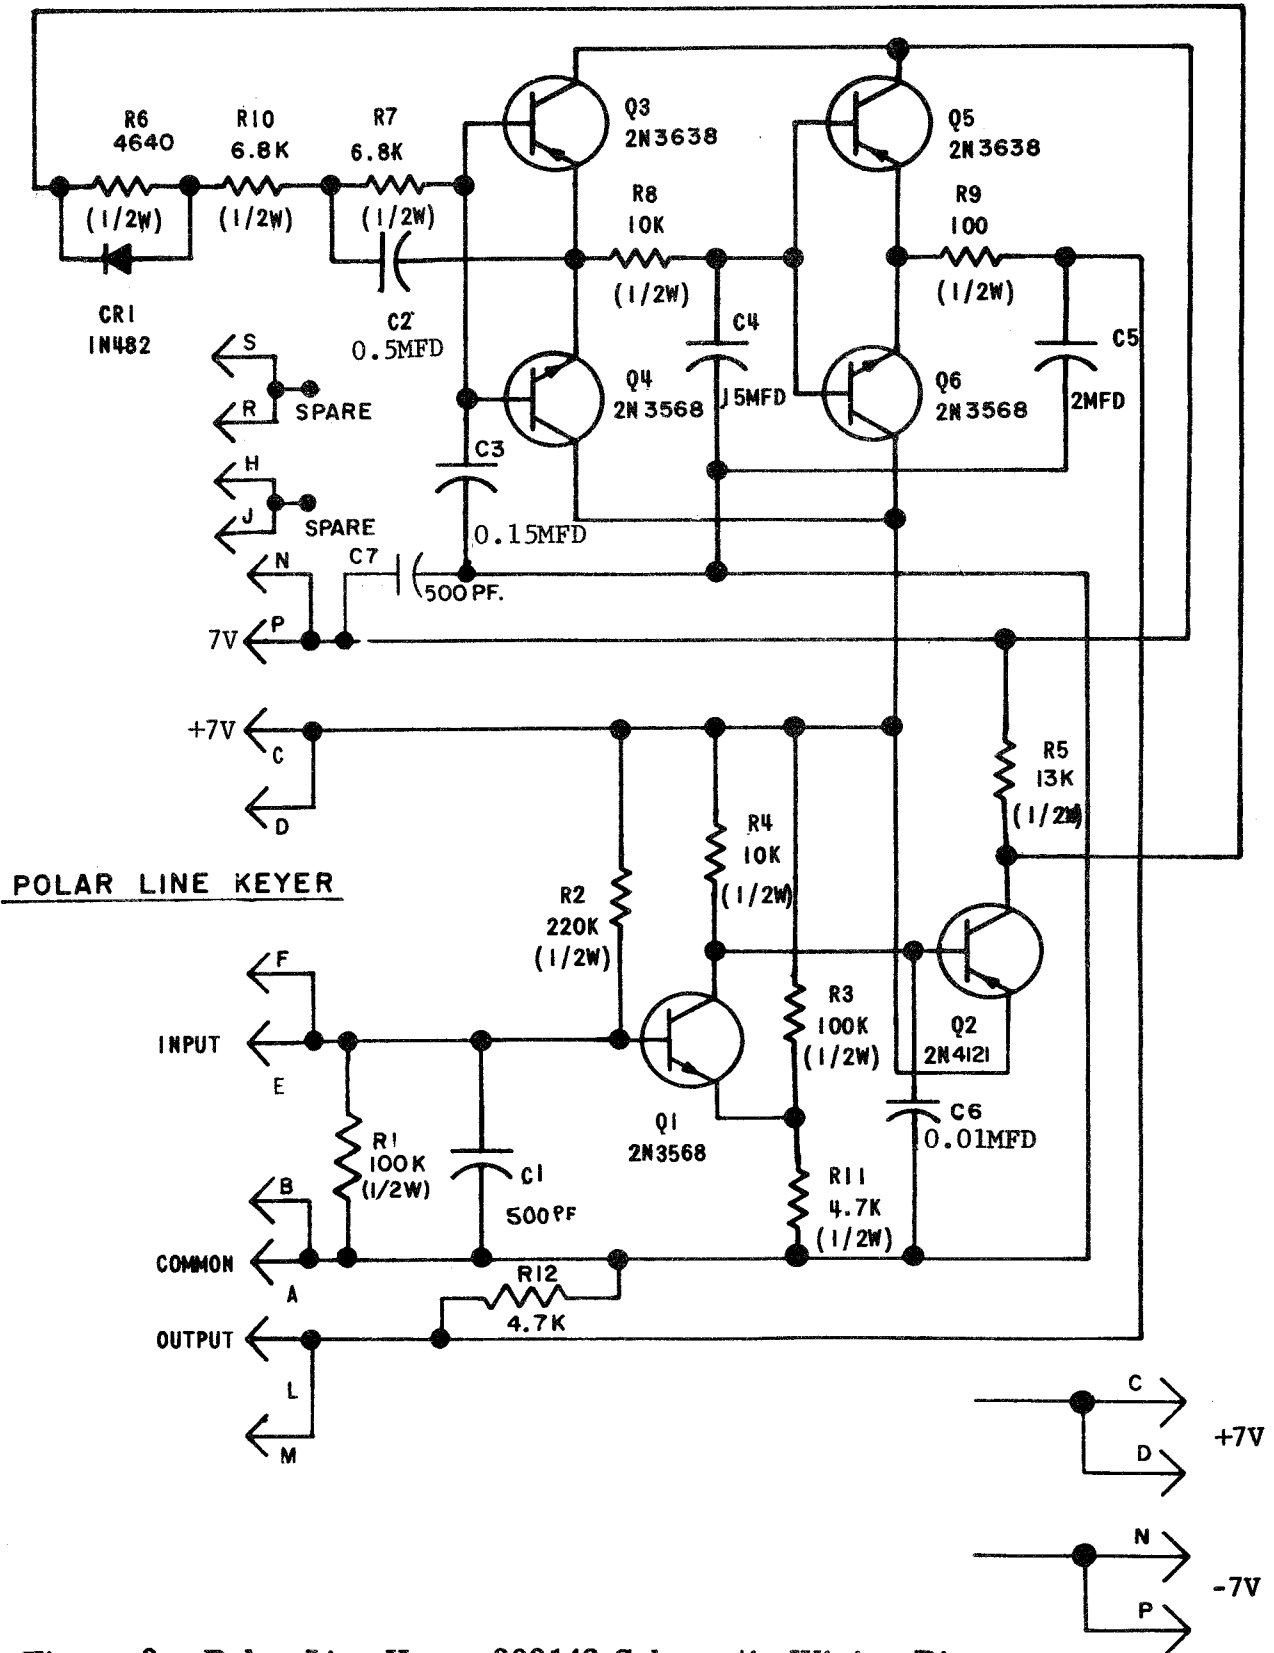 R6
4640
(1/2W)
CR1
1N482
R10
6.8K
(1/2W)
R7
6.8K
(1/2W)
C2
0.5MFD
Q3
2N3638
R8
10K
(1/2W)
Q5
2N3638
R9
100
(1/2W)
C4
.15MFD
C5
2MFD
Q4
2N3568
Q6
2N3568
C3
0.15MFD
S
R
SPARE
H
J
SPARE
N
C7
500PF.
7V
P
+7V
C
D
R5
13K
R4
10K
(1/2W)
POLAR LINE KEYER
R2
220K
(1/2W)
F
INPUT
E
R3
100K
(1/2W)
Q2
2N4121
Q1
2N3568
C6
0.01MFD
R1
100K
(1/2W)
C1
500PF
R11
4.7K
(1/2W)
B
COMMON
A
R12
4.7K
OUTPUT
L
M
C
+7V
D
N
-7V
P